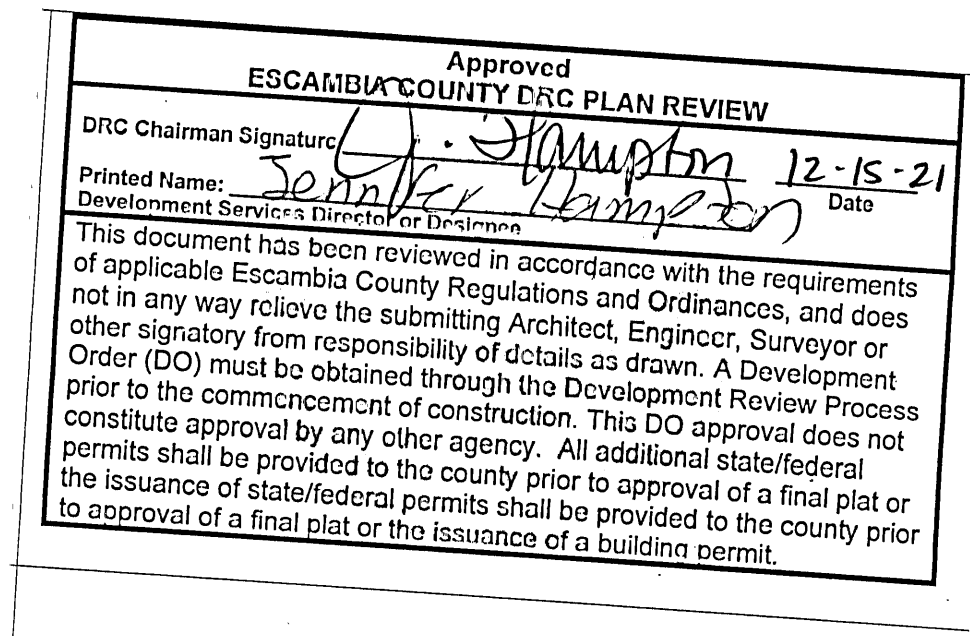 Approved
ESCAMBIA COUNTY DRC PLAN REVIEW
DRC Chairman Signature J. Hampton 12-15-21
Date
Printed Name: Jennifer Hampton
Development Services Director or Designee
This document has been reviewed in accordance with the requirements
of applicable Escambia County Regulations and Ordinances, and does
not in any way relieve the submitting Architect, Engineer, Surveyor or
other signatory from responsibility of details as drawn. A Development
Order (DO) must be obtained through the Development Review Process
prior to the commencement of construction. This DO approval does not
constitute approval by any other agency. All additional state/federal
permits shall be provided to the county prior to approval of a final plat or
the issuance of state/federal permits shall be provided to the county prior
to approval of a final plat or the issuance of a building permit.